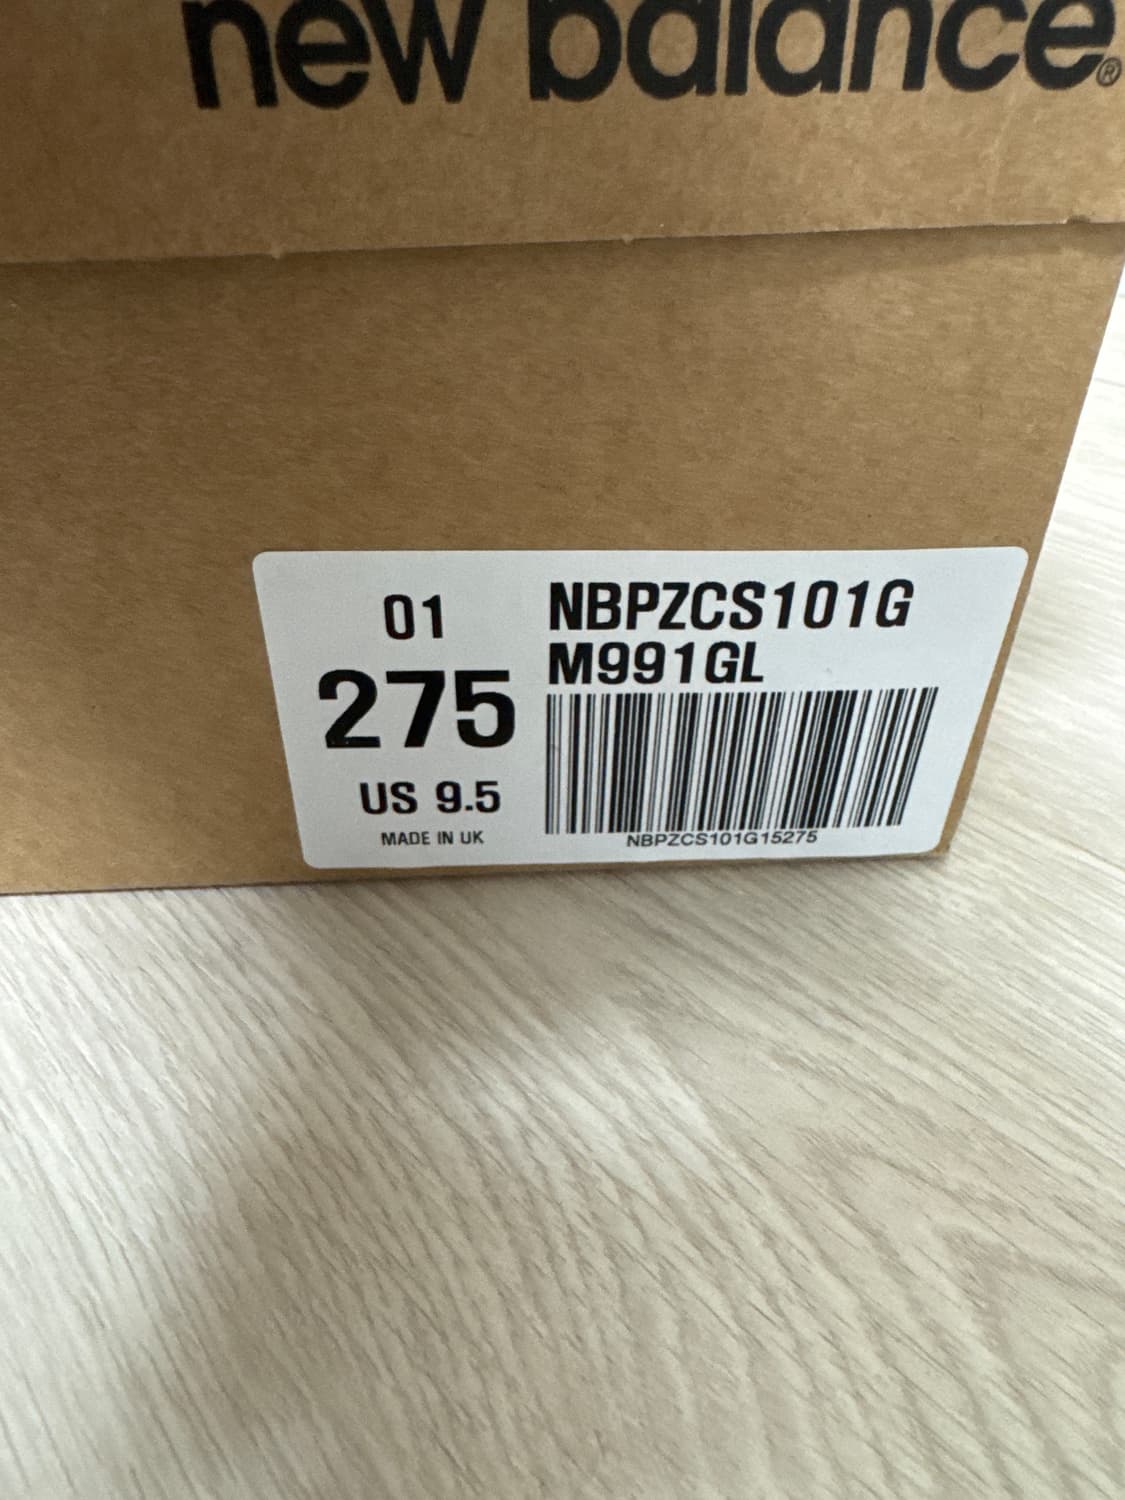 new balance®
01
275
US 9.5
MADE IN UK
NBPZCS101G
M991GL
NBPZCS101G15275